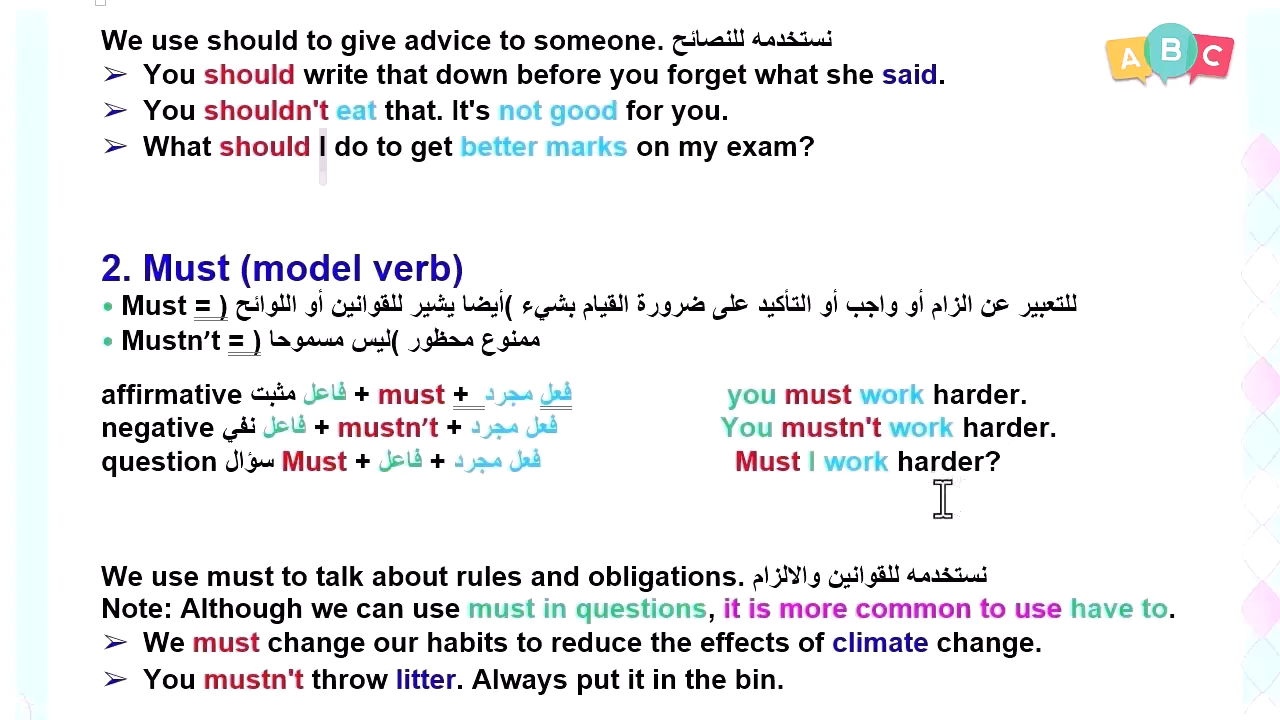 A B C
We use should to give advice to someone. نستخدمه للنصائح
➢ You should write that down before you forget what she said.
➢ You shouldn't eat that. It's not good for you.
➢ What should I do to get better marks on my exam?
2. Must (model verb)
• Must = ) للتعبير عن الزام أو واجب أو التأكيد على ضرورة القيام بشيء )أيضا يشير للقوانين أو اللوائح
• Mustn’t = ) ممنوع محظور )ليس مسموحا
affirmative مثبت فاعل + must + فعل مجرد you must work harder.
negative نفي فاعل + mustn’t + فعل مجرد You mustn't work harder.
question سؤال Must + فاعل + فعل مجرد Must I work harder?
We use must to talk about rules and obligations. نستخدمه للقوانين والالزام
Note: Although we can use must in questions, it is more common to use have to.
➢ We must change our habits to reduce the effects of climate change.
➢ You mustn't throw litter. Always put it in the bin.